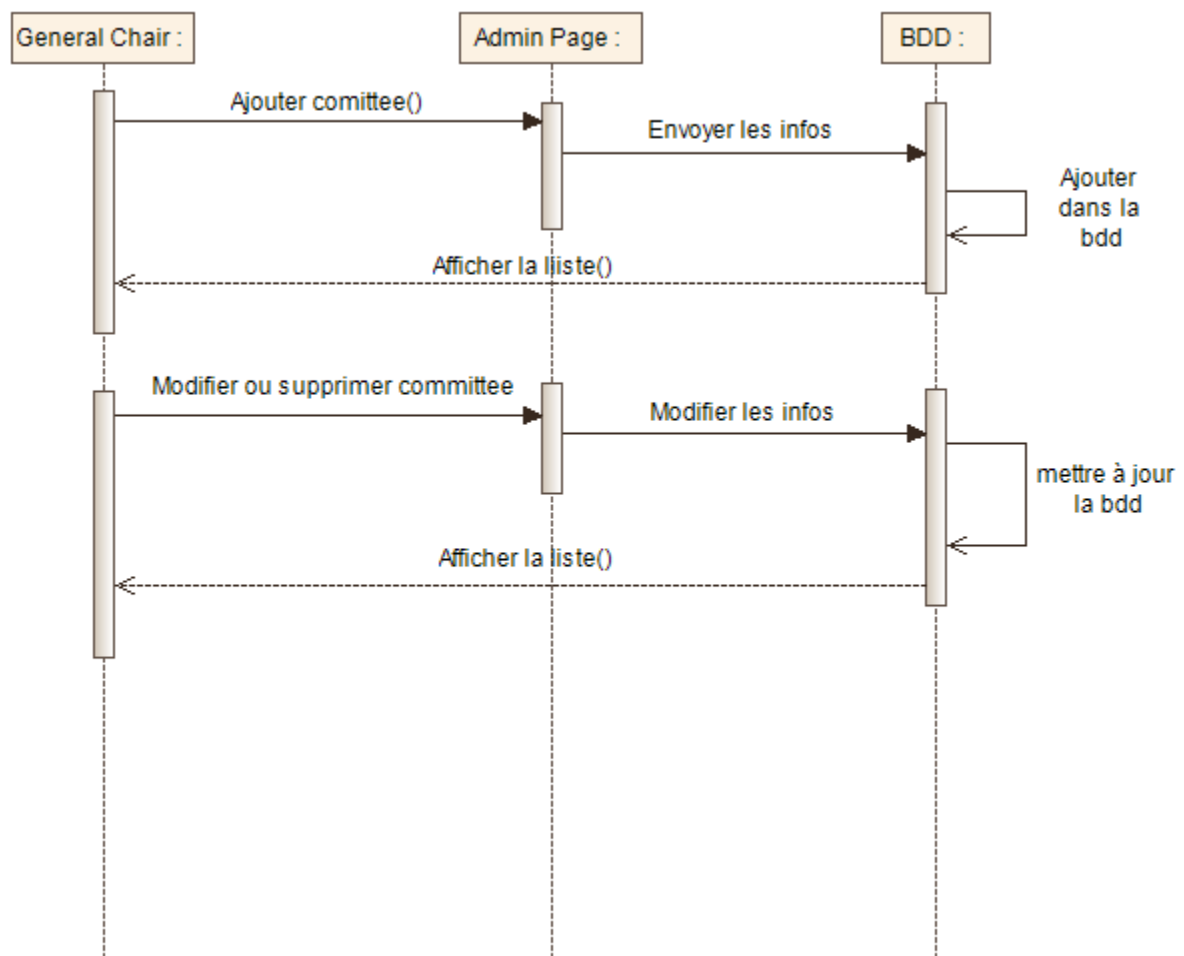 General Chair :
Admin Page :
BDD :
Ajouter comittee()
Envoyer les infos
Ajouter
dans la
bdd
Afficher la liiste()
Modifier ou supprimer committee
Modifier les infos
mettre à jour
la bdd
Afficher la liste()